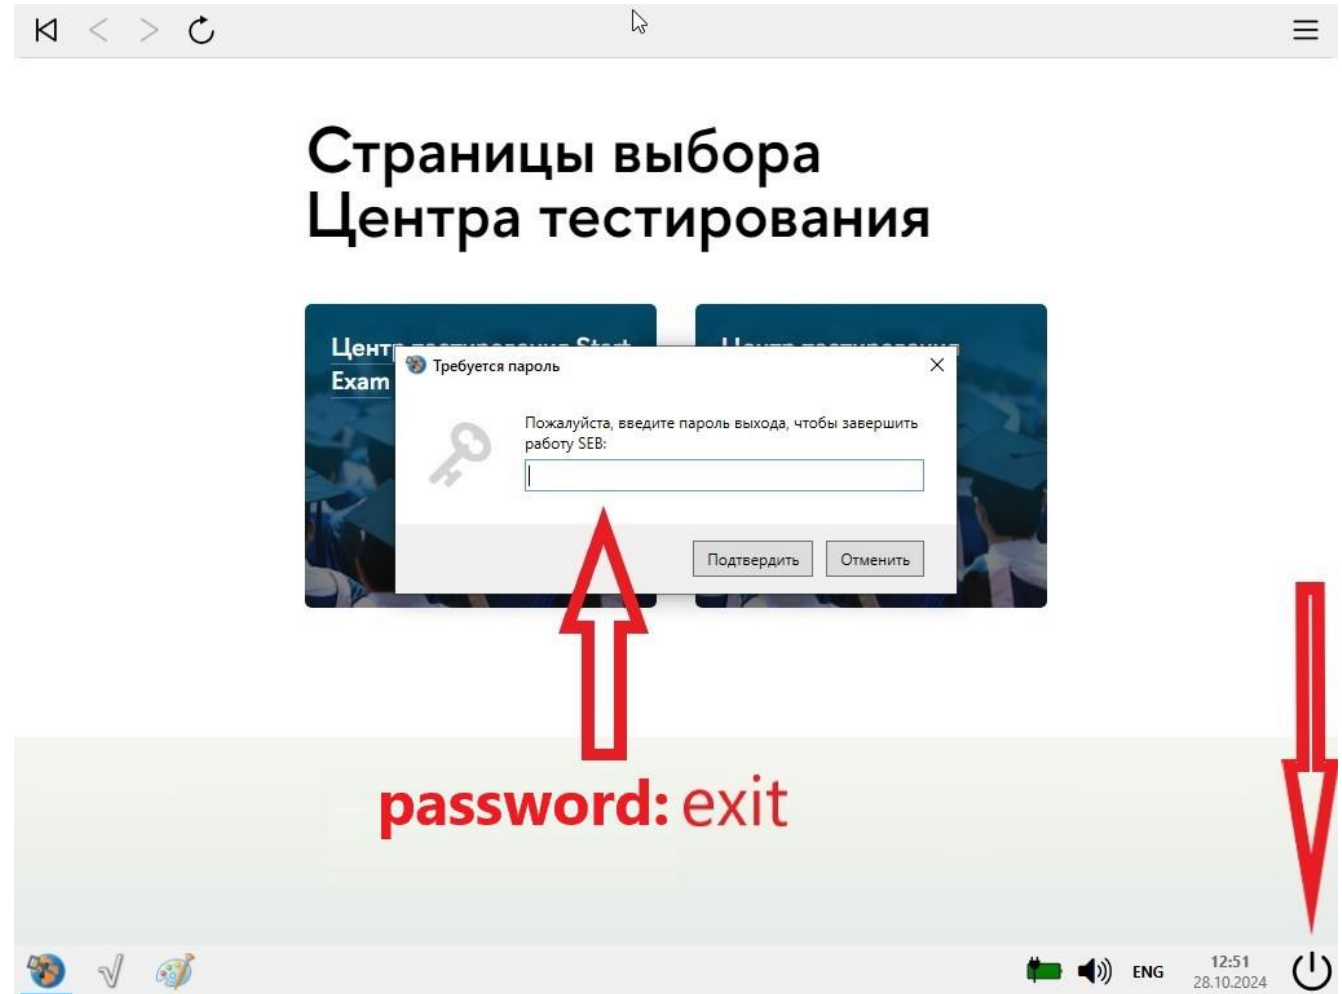 Страницы выбора
Центра тестирования
Exam
Требуется пароль
Пожалуйста, введите пароль выхода, чтобы завершить
работу SEB:
Подтвердить
Отменить
password: exit
ENG
12:51
28.10.2024